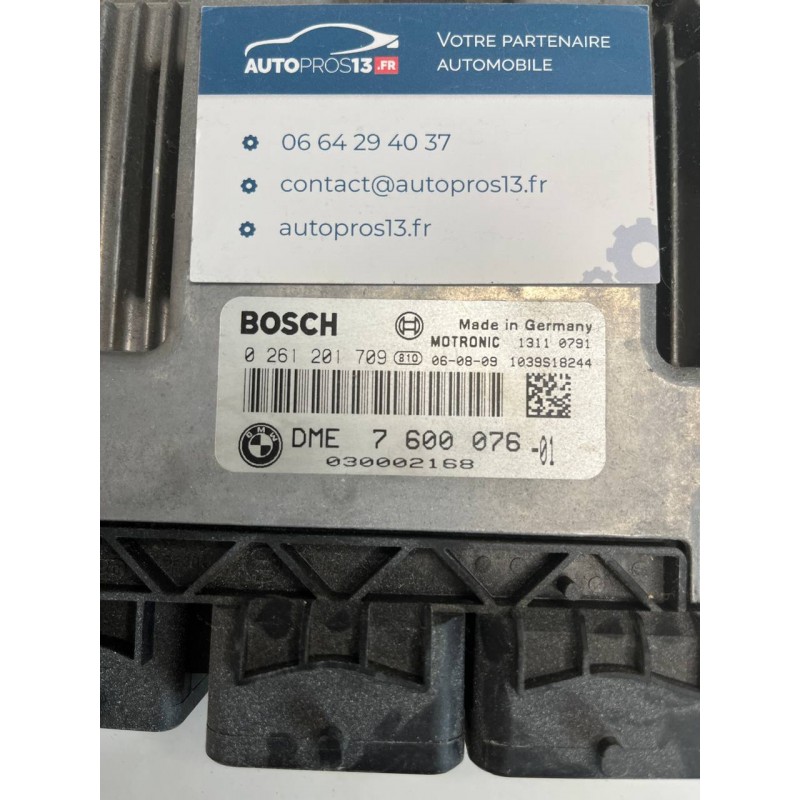 AUTOPROS13.FR
VOTRE PARTENAIRE
AUTOMOBILE
06 64 29 40 37
contact@autopros13.fr
autopros13.fr
BOSCH
Made in Germany
MOTRONIC 1311 0791
0 261 201 709 810 06-08-09 1039S18244
BMW
DME 7 600 076 -01
030002168